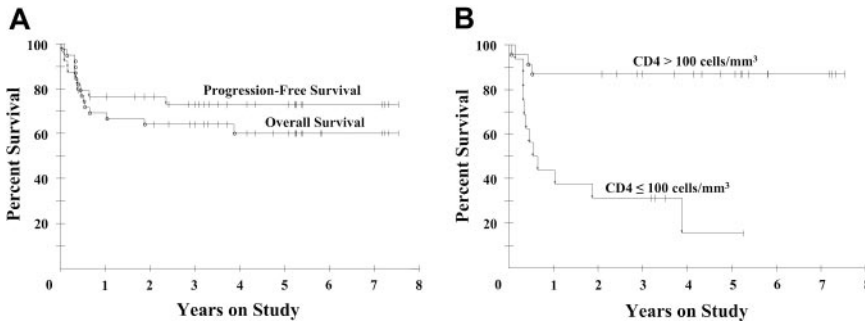 A
100
80
60
40
20
Percent Survival
Progression-Free Survival
Overall Survival
0 1 2 3 4 5 6 7 8
Years on Study
B
100
80
60
40
20
Percent Survival
CD4 > 100 cells/mm³
CD4 ≤ 100 cells/mm³
0 1 2 3 4 5 6 7 8
Years on Study